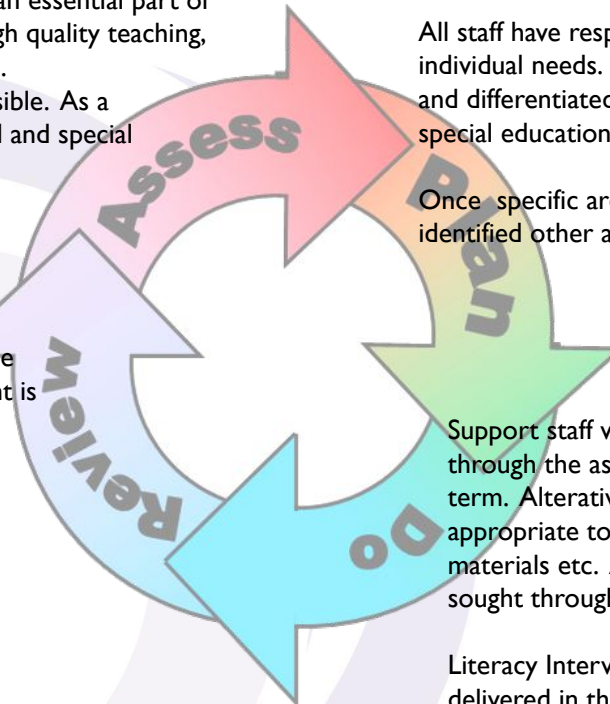 an essential part of
gh quality teaching,
.
sible. As a
l and special
Assess
All staff have resp
individual needs.
and differentiated
special education
Plan
Once specific are
identified other a
e
nt is
Review
Do
Support staff w
through the as
term. Alterativ
appropriate to
materials etc. A
sought through
Literacy Interv
delivered in th